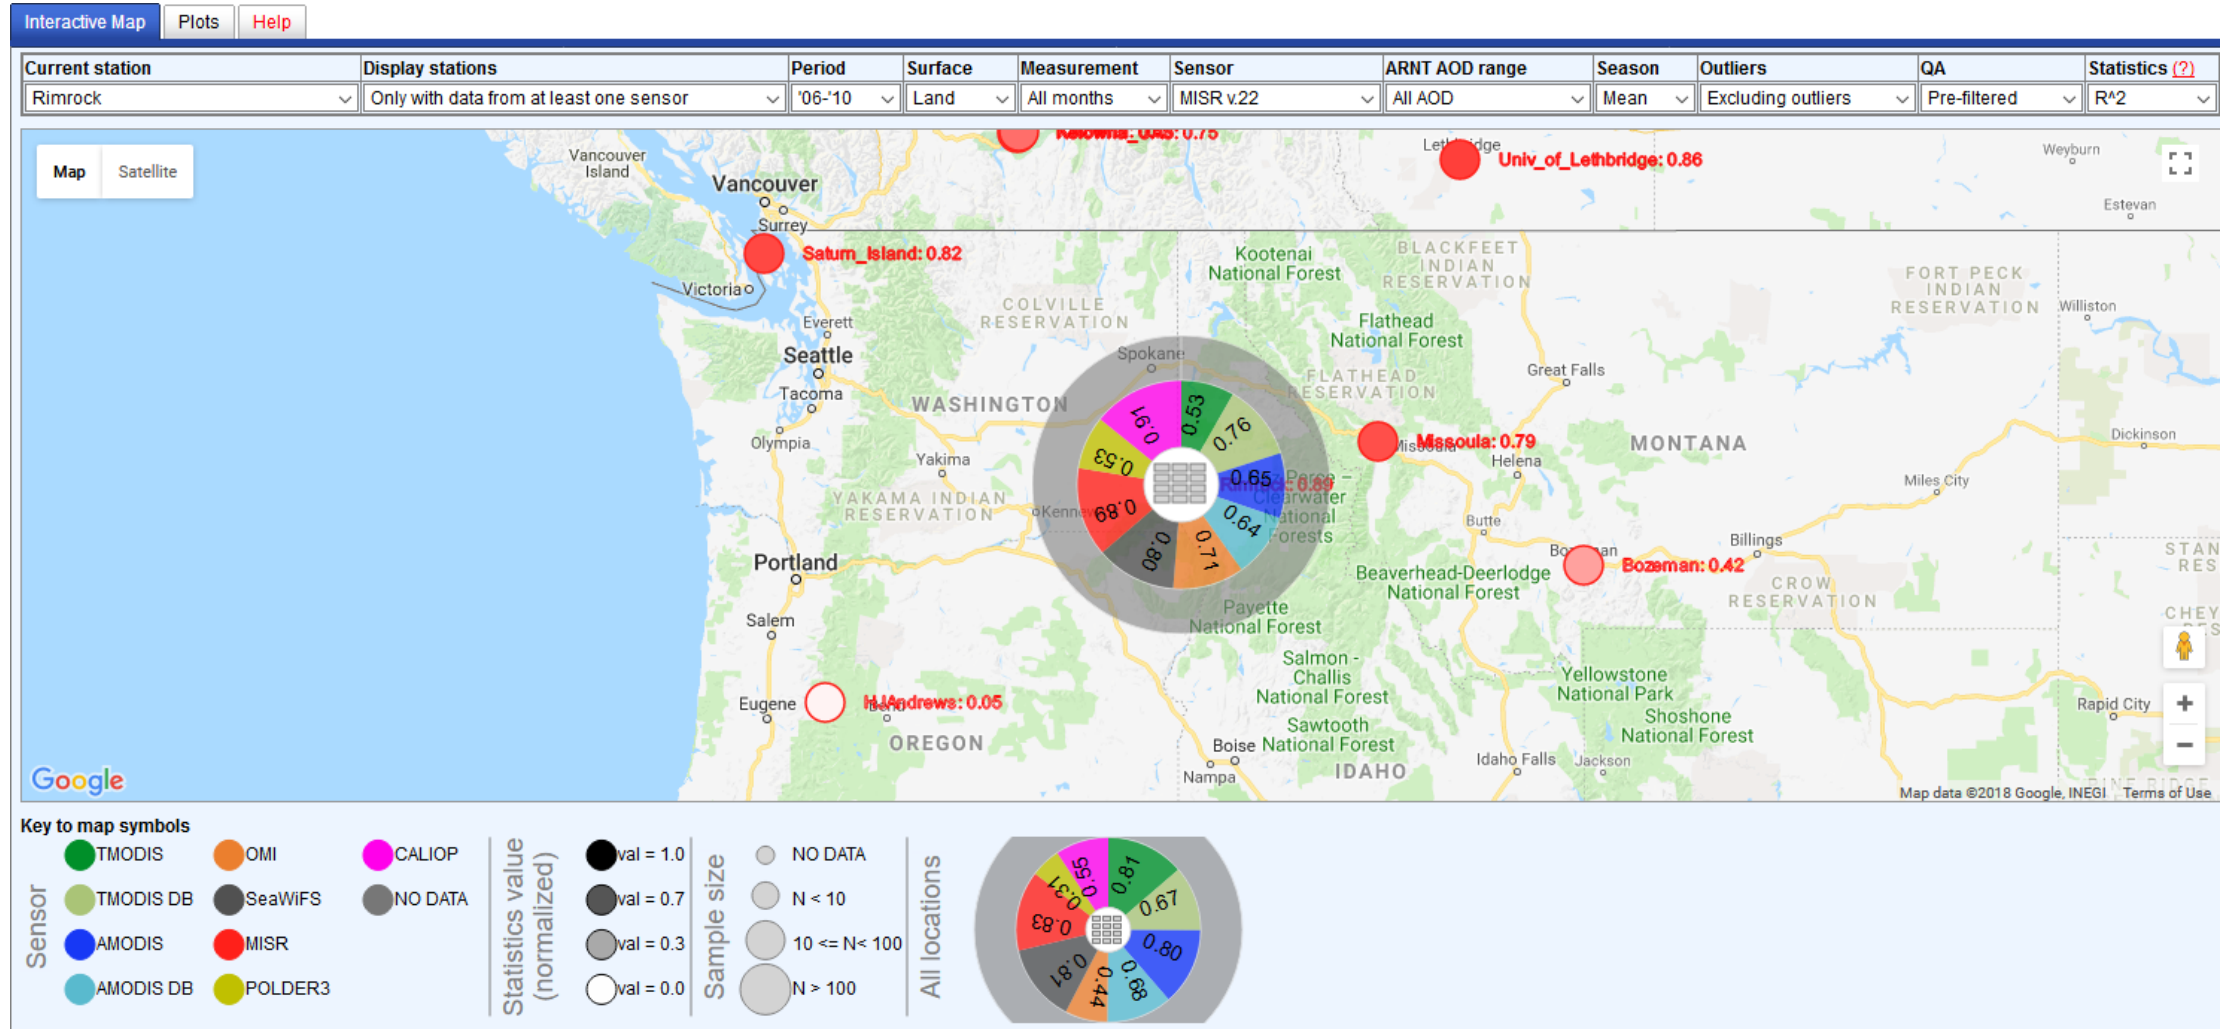 Interactive Map
Plots
Help
Current station
Display stations
Period
Surface
Measurement
Sensor
ARNT AOD range
Season
Outliers
QA
Statistics (?)
Rimrock
Only with data from at least one sensor
'06-'10
Land
All months
MISR v.22
All AOD
Mean
Excluding outliers
Pre-filtered
R^2
Map
Satellite
Vancouver
Island
Vancouver
Surrey
0.75
Univ_of_Lethbridge: 0.86
Weyburn
Estevan
Saturn_Island: 0.82
Victoria
Kootenai
National Forest
BLACKFEET
INDIAN
RESERVATION
FORT PECK
INDIAN
RESERVATION
Williston
COLVILLE
RESERVATION
Everett
Seattle
Tacoma
Olympia
Flathead
National Forest
Spokane
FLATHEAD
RESERVATION
Great Falls
WASHINGTON
Missoula: 0.79
Helena
MONTANA
Dickinson
Miles City
Yakima
YAKAMA INDIAN
RESERVATION
0.53
0.76
0.65
0.64
0.71
0.80
0.89
0.53
0.91
Rimrock: 0.89
Clearwater
National
Forests
Butte
Bozeman: 0.42
Billings
CROW
RESERVATION
Portland
Salem
Beaverhead-Deerlodge
National Forest
Payette
National Forest
Salmon -
Challis
National Forest
Yellowstone
National Park
Shoshone
National Forest
Rapid City
Eugene
HJAndrews: 0.05
OREGON
Sawtooth
National Forest
Boise
Nampa
IDAHO
Idaho Falls
Jackson
Google
Map data ©2018 Google, INEGI
Terms of Use
Key to map symbols
Sensor
TMODIS
TMODIS DB
AMODIS
AMODIS DB
OMI
SeaWiFS
MISR
POLDER3
CALIOP
NO DATA
Statistics value
(normalized)
val = 1.0
val = 0.7
val = 0.3
val = 0.0
Sample size
NO DATA
N < 10
10 <= N< 100
N > 100
All locations
0.81
0.67
0.80
0.68
0.44
0.81
0.83
0.31
0.55